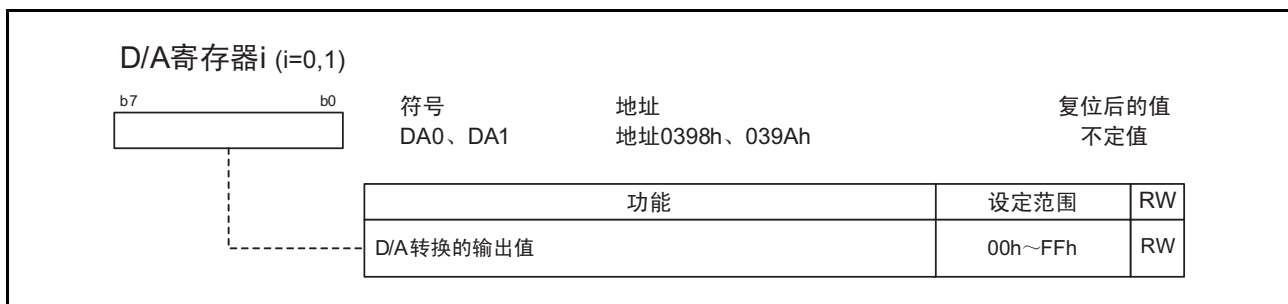 D/A寄存器i (i=0,1)
b7 b0 符号 地址 复位后的值
DA0、DA1 地址0398h、039Ah 不定值
功能 设定范围 RW
D/A转换的输出值 00h～FFh RW